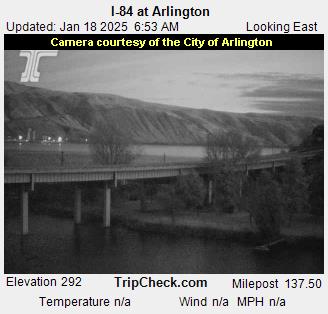 I-84 at Arlington
Updated: Jan 18 2025  6:53 AM  Looking East
Camera courtesy of the City of Arlington
Elevation 292  TripCheck.com  Milepost 137.50
Temperature n/a  Wind n/a  MPH n/a